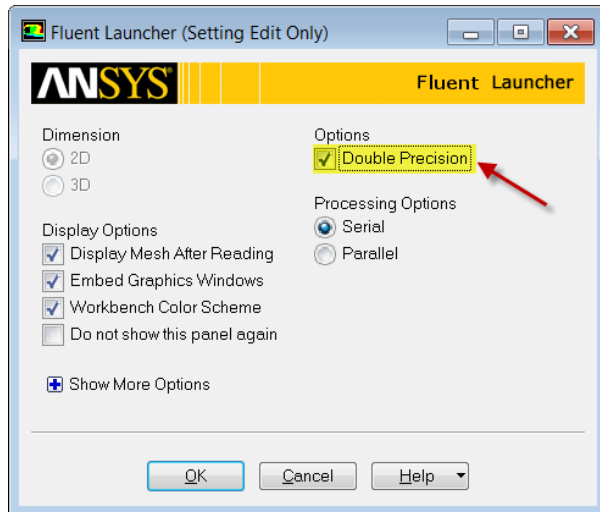 Fluent Launcher (Setting Edit Only)
ANSYS
Fluent Launcher
Dimension
2D
3D
Display Options
Display Mesh After Reading
Embed Graphics Windows
Workbench Color Scheme
Do not show this panel again
Show More Options
Options
Double Precision
Processing Options
Serial
Parallel
OK
Cancel
Help